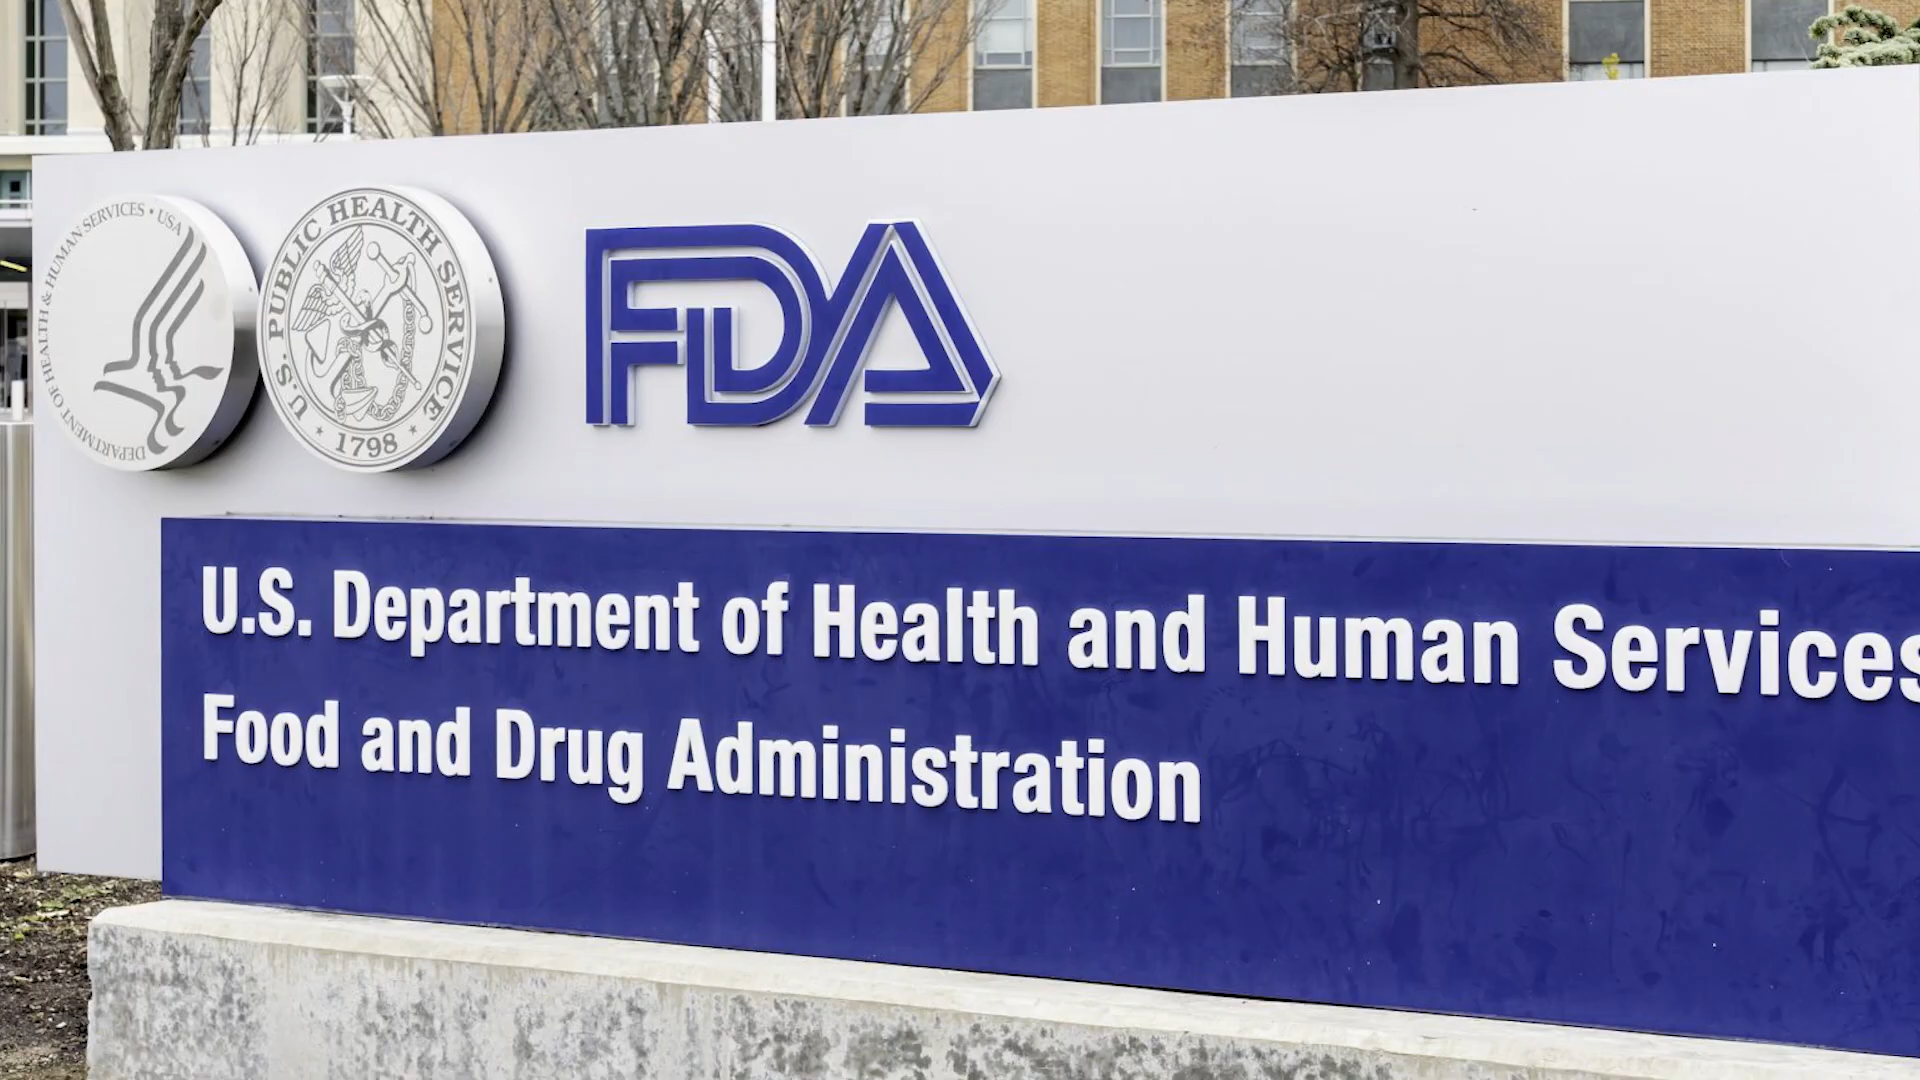 DEPARTMENT OF HEALTH & HUMAN SERVICES • USA
U.S. PUBLIC HEALTH SERVICE
1798
FDA
U.S. Department of Health and Human Services
Food and Drug Administration